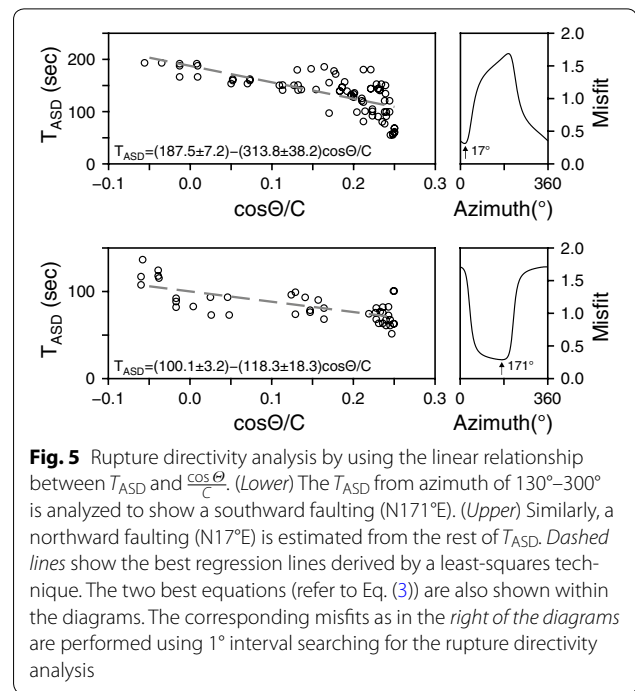 200
100
0
T_ASD (sec)
T_ASD=(187.5±7.2)−(313.8±38.2)cosΘ/C
−0.1 0.0 0.1 0.2 0.3
cosΘ/C
2.0
1.5
1.0
0.5
0.0
Misfit
17°
0 360
Azimuth(°)
100
0
T_ASD (sec)
T_ASD=(100.1±3.2)−(118.3±18.3)cosΘ/C
−0.1 0.0 0.1 0.2 0.3
cosΘ/C
2.0
1.5
1.0
0.5
0.0
Misfit
171°
0 360
Azimuth(°)
Fig. 5 Rupture directivity analysis by using the linear relationship
between T_ASD and cos Θ/C. (Lower) The T_ASD from azimuth of 130°–300°
is analyzed to show a southward faulting (N171°E). (Upper) Similarly, a
northward faulting (N17°E) is estimated from the rest of T_ASD. Dashed
lines show the best regression lines derived by a least-squares tech-
nique. The two best equations (refer to Eq. (3)) are also shown within
the diagrams. The corresponding misfits as in the right of the diagrams
are performed using 1° interval searching for the rupture directivity
analysis